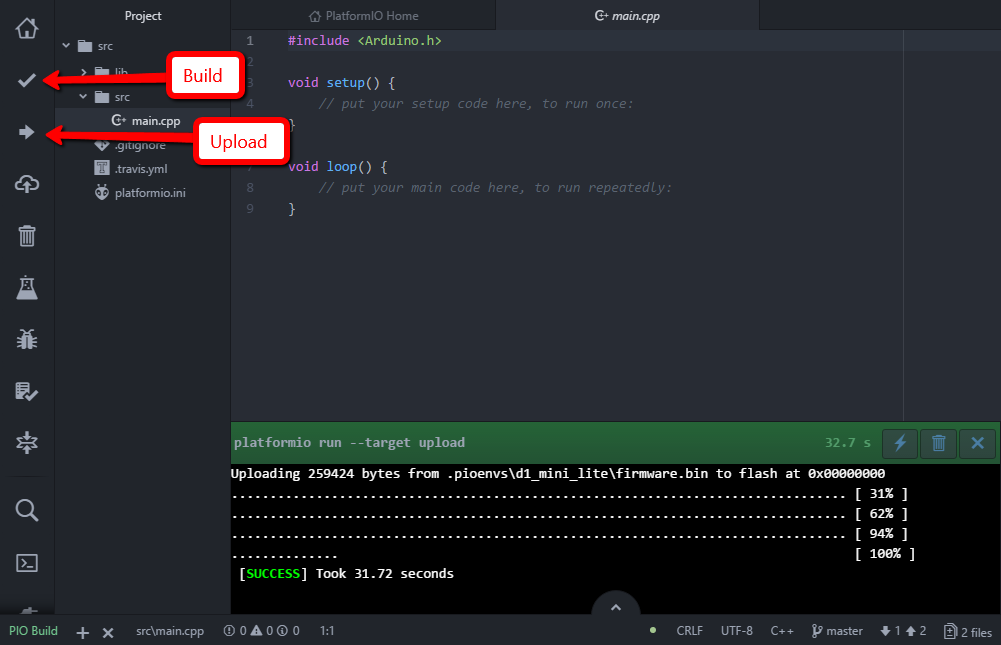 Project
PlatformIO Home
main.cpp
src
lib
src
main.cpp
.gitignore
.travis.yml
platformio.ini
Build
Upload
1 #include <Arduino.h>
2
3 void setup() {
4 // put your setup code here, to run once:
}
7 void loop() {
8 // put your main code here, to run repeatedly:
9 }
platformio run --target upload 32.7 s
Uploading 259424 bytes from .pioenvs\d1_mini_lite\firmware.bin to flash at 0x00000000
................................................................................ [ 31% ]
................................................................................ [ 62% ]
................................................................................ [ 94% ]
.............. [ 100% ]
[SUCCESS] Took 31.72 seconds
PIO Build + × src\main.cpp 0 0 0 1:1 CRLF UTF-8 C++ master 1 2 2 files